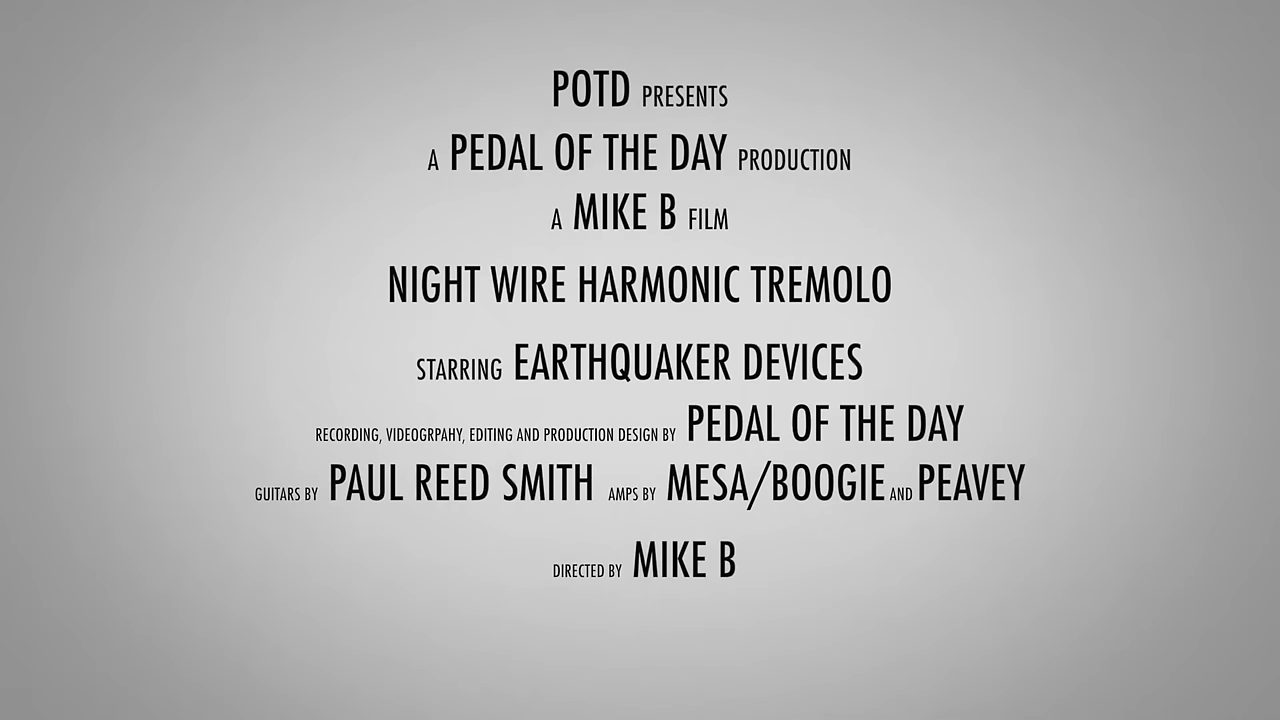 POTD PRESENTS
A PEDAL OF THE DAY PRODUCTION
A MIKE B FILM
NIGHT WIRE HARMONIC TREMOLO
STARRING EARTHQUAKER DEVICES
RECORDING, VIDEOGRPAHY, EDITING AND PRODUCTION DESIGN BY PEDAL OF THE DAY
GUITARS BY PAUL REED SMITH AMPS BY MESA/BOOGIE AND PEAVEY
DIRECTED BY MIKE B